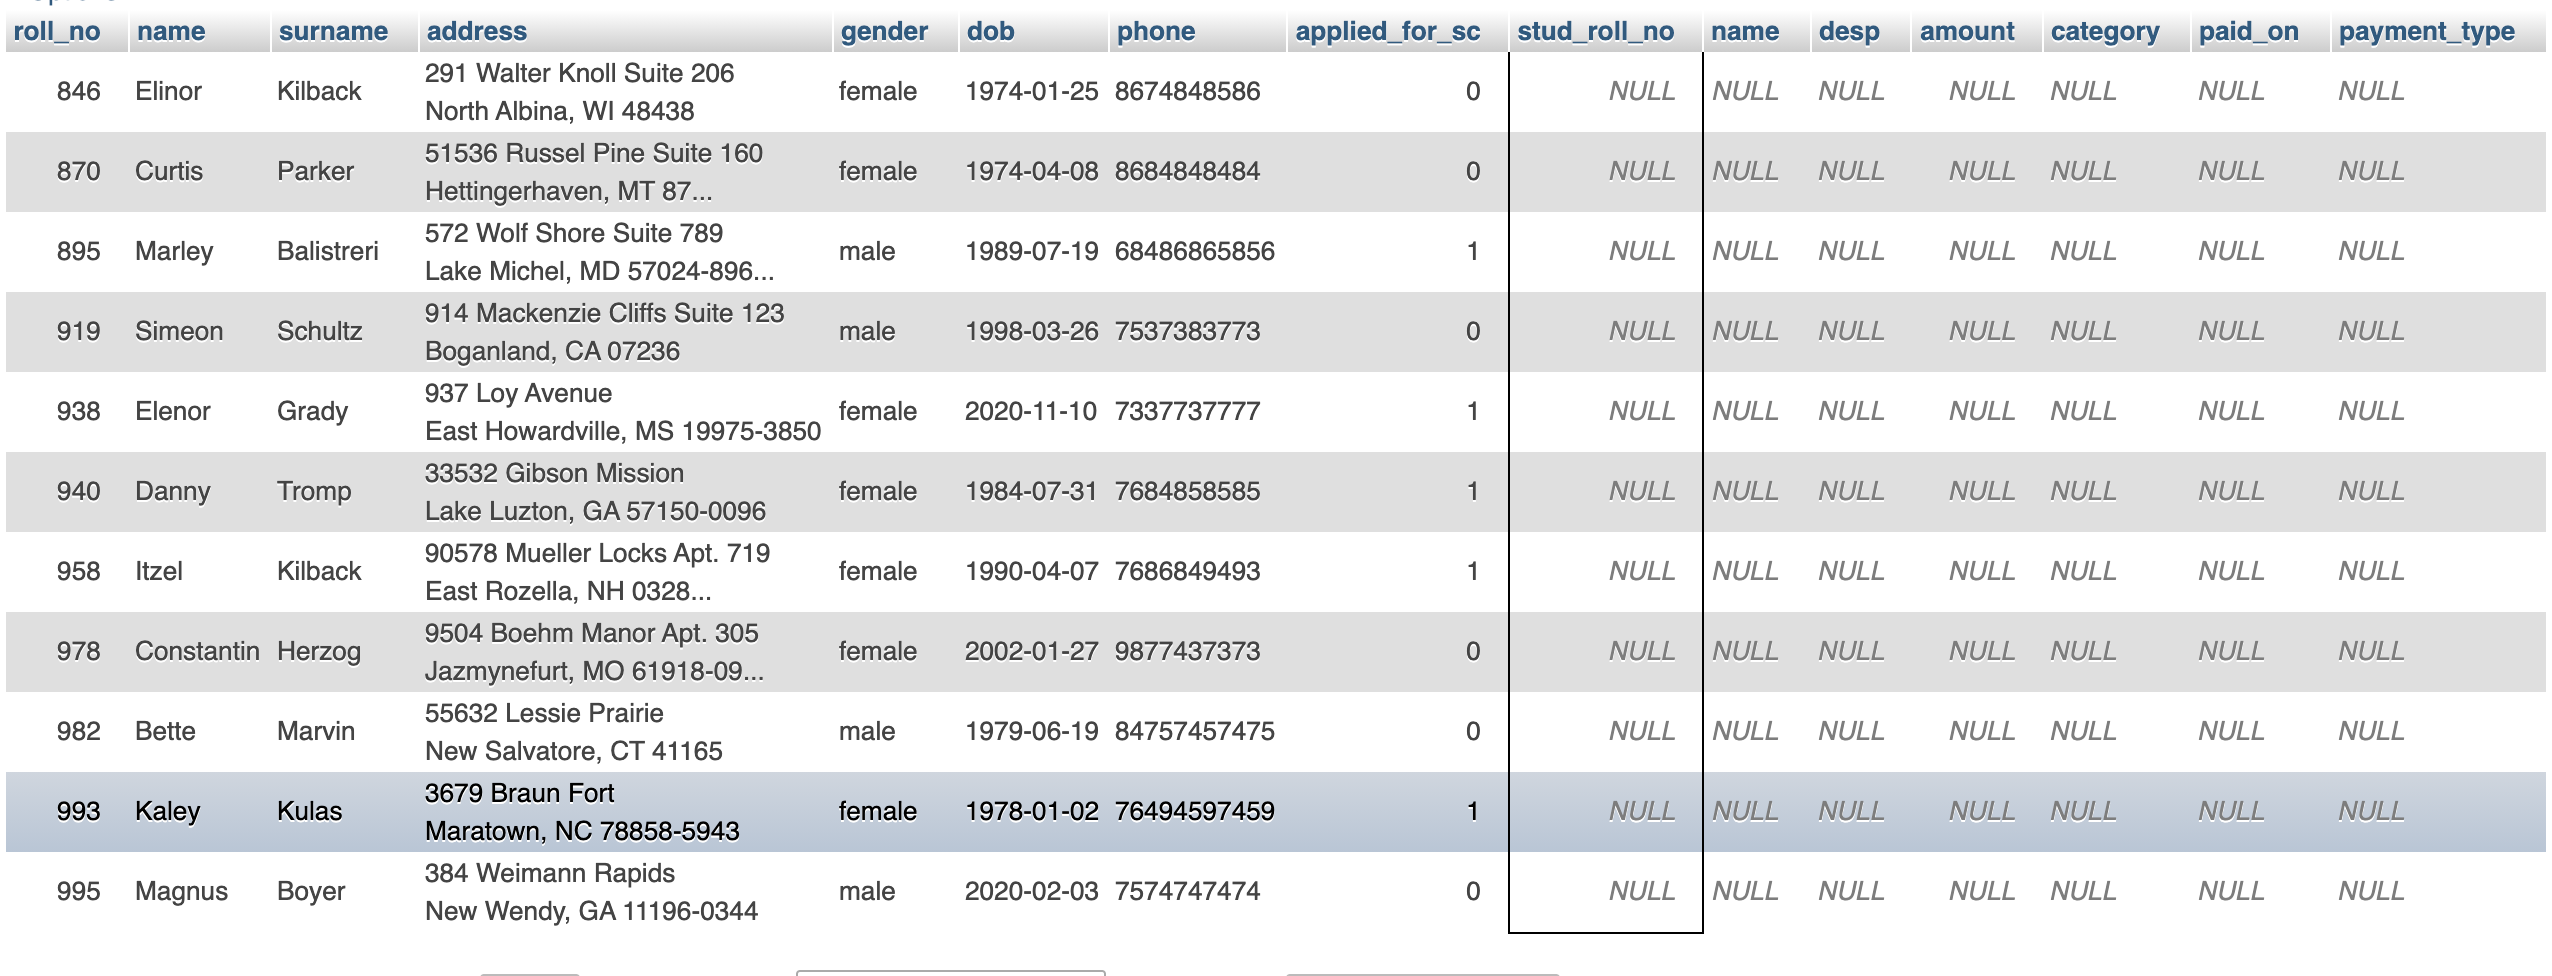 roll_no name surname address gender dob phone applied_for_sc stud_roll_no name desp amount category paid_on payment_type
291 Walter Knoll Suite 206
846 Elinor Kilback female 1974-01-25 8674848586 0 NULL NULL NULL NULL NULL NULL NULL
North Albina, WI 48438
51536 Russel Pine Suite 160
870 Curtis Parker female 1974-04-08 8684848484 0 NULL NULL NULL NULL NULL NULL NULL
Hettingerhaven, MT 87...
572 Wolf Shore Suite 789
895 Marley Balistreri male 1989-07-19 68486865856 1 NULL NULL NULL NULL NULL NULL NULL
Lake Michel, MD 57024-896...
914 Mackenzie Cliffs Suite 123
919 Simeon Schultz male 1998-03-26 7537383773 0 NULL NULL NULL NULL NULL NULL NULL
Boganland, CA 07236
937 Loy Avenue
938 Elenor Grady female 2020-11-10 7337737777 1 NULL NULL NULL NULL NULL NULL NULL
East Howardville, MS 19975-3850
33532 Gibson Mission
940 Danny Tromp female 1984-07-31 7684858585 1 NULL NULL NULL NULL NULL NULL NULL
Lake Luzton, GA 57150-0096
90578 Mueller Locks Apt. 719
958 Itzel Kilback female 1990-04-07 7686849493 1 NULL NULL NULL NULL NULL NULL NULL
East Rozella, NH 0328...
9504 Boehm Manor Apt. 305
978 Constantin Herzog female 2002-01-27 9877437373 0 NULL NULL NULL NULL NULL NULL NULL
Jazmynefurt, MO 61918-09...
55632 Lessie Prairie
982 Bette Marvin male 1979-06-19 84757457475 0 NULL NULL NULL NULL NULL NULL NULL
New Salvatore, CT 41165
3679 Braun Fort
993 Kaley Kulas female 1978-01-02 76494597459 1 NULL NULL NULL NULL NULL NULL NULL
Maratown, NC 78858-5943
384 Weimann Rapids
995 Magnus Boyer male 2020-02-03 7574747474 0 NULL NULL NULL NULL NULL NULL NULL
New Wendy, GA 11196-0344